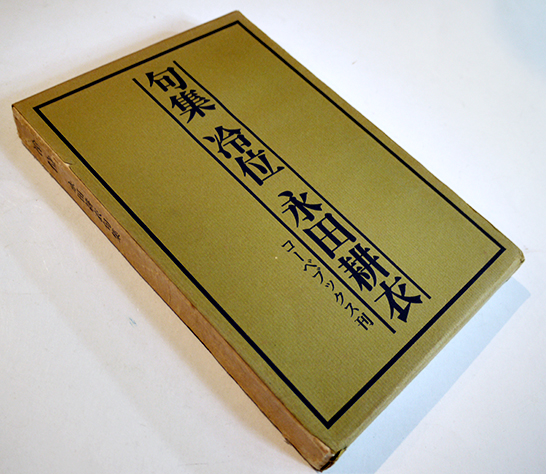 句集 冷位 永田耕衣
コーベブックス刊